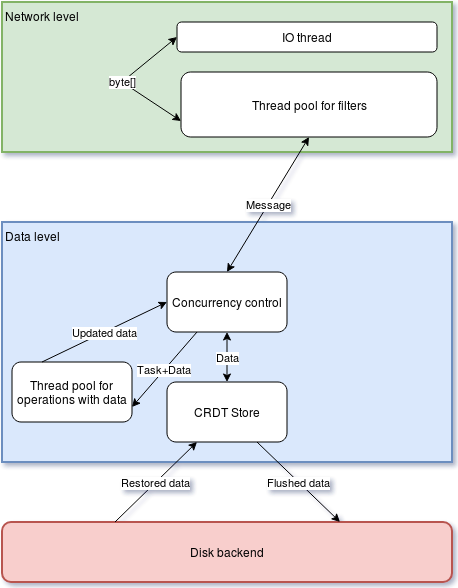 Network level
IO thread
byte[]
Thread pool for filters
Message
Data level
Concurrency control
Updated data
Data
Task+Data
Thread pool for
operations with data
CRDT Store
Restored data
Flushed data
Disk backend